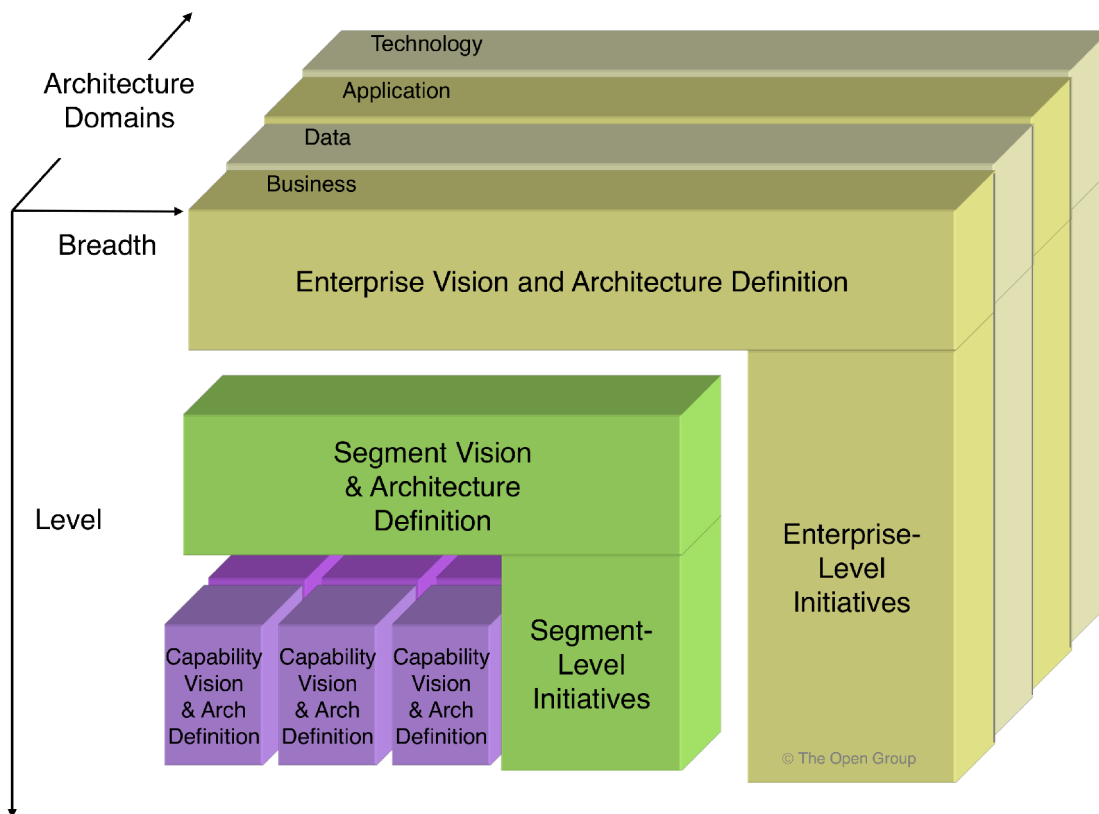 Technology
Architecture
Domains
Application
Data
Business
Breadth
Enterprise Vision and Architecture Definition
Segment Vision
& Architecture
Definition
Level
Enterprise-
Level
Initiatives
Segment-
Level
Initiatives
Capability
Vision
& Arch
Definition
Capability
Vision
& Arch
Definition
Capability
Vision
& Arch
Definition
© The Open Group